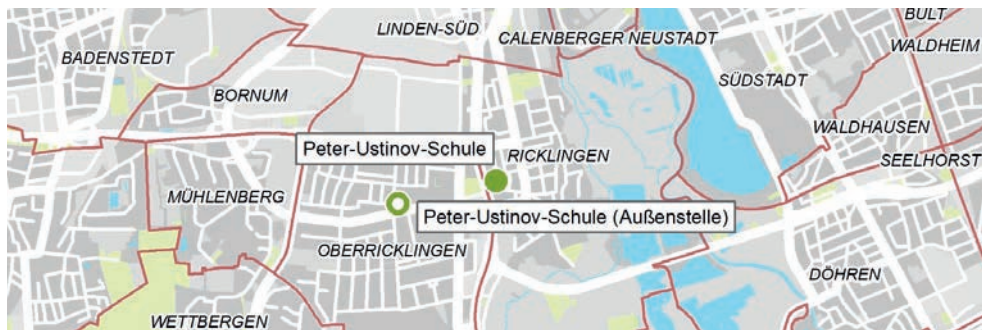 BULT
LINDEN-SÜD
CALENBERGER NEUSTADT
WALDHEIM
BADENSTEDT
SÜDSTADT
BORNUM
WALDHAUSEN
Peter-Ustinov-Schule
RICKLINGEN
SEELHORST
MÜHLENBERG
Peter-Ustinov-Schule (Außenstelle)
OBERRICKLINGEN
DÖHREN
WETTBERGEN